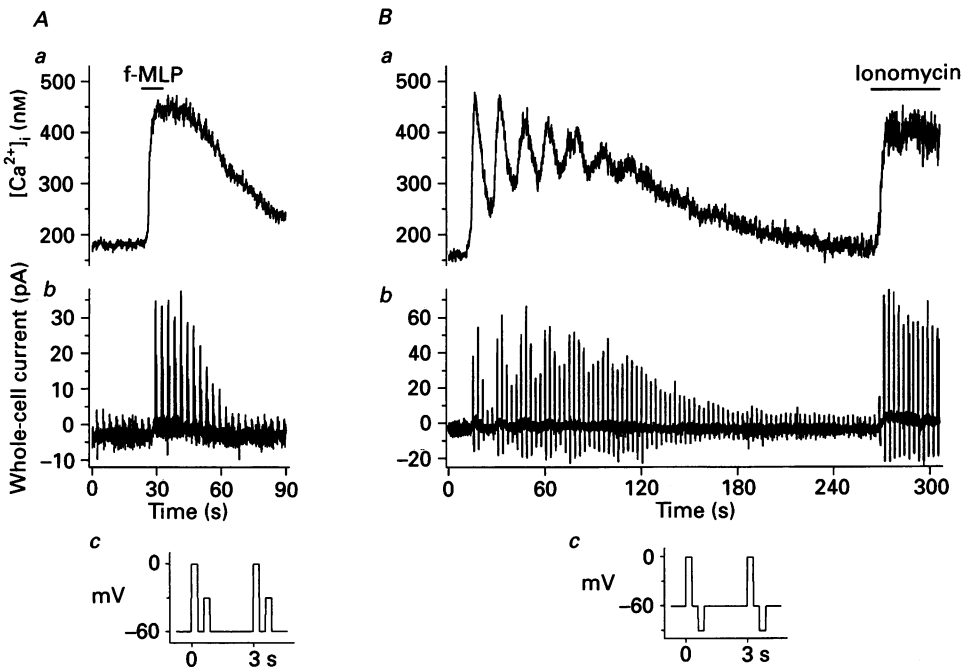 A
B
a
f-MLP
500
400
300
200
[Ca²⁺]ᵢ (nM)
a
Ionomycin
500
400
300
200
b
30
20
10
0
−10
Whole-cell current (pA)
0 30 60 90
Time (s)
b
60
40
20
0
−20
0 60 120 180 240 300
Time (s)
c
0
mV
−60
0 3 s
c
0
mV
−60
0 3 s